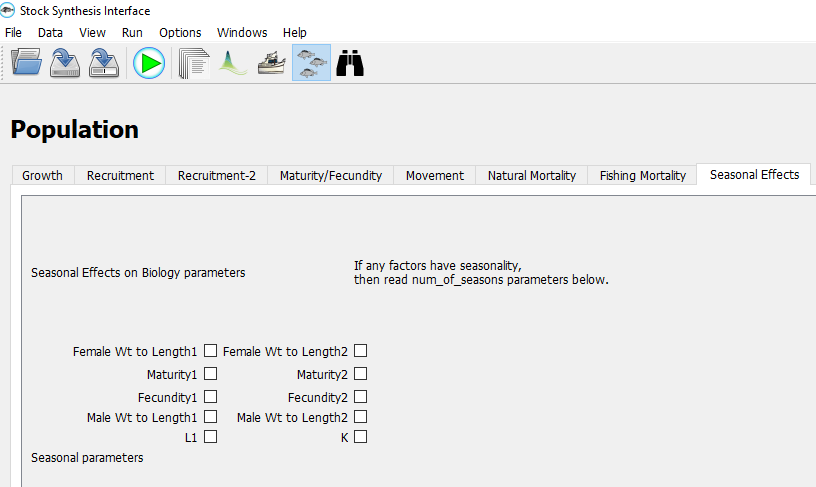 Stock Synthesis Interface
File Data View Run Options Windows Help
Population
Growth Recruitment Recruitment-2 Maturity/Fecundity Movement Natural Mortality Fishing Mortality Seasonal Effects
If any factors have seasonality,
Seasonal Effects on Biology parameters
then read num_of_seasons parameters below.
Female Wt to Length1 Female Wt to Length2
Maturity1 Maturity2
Fecundity1 Fecundity2
Male Wt to Length1 Male Wt to Length2
L1 K
Seasonal parameters